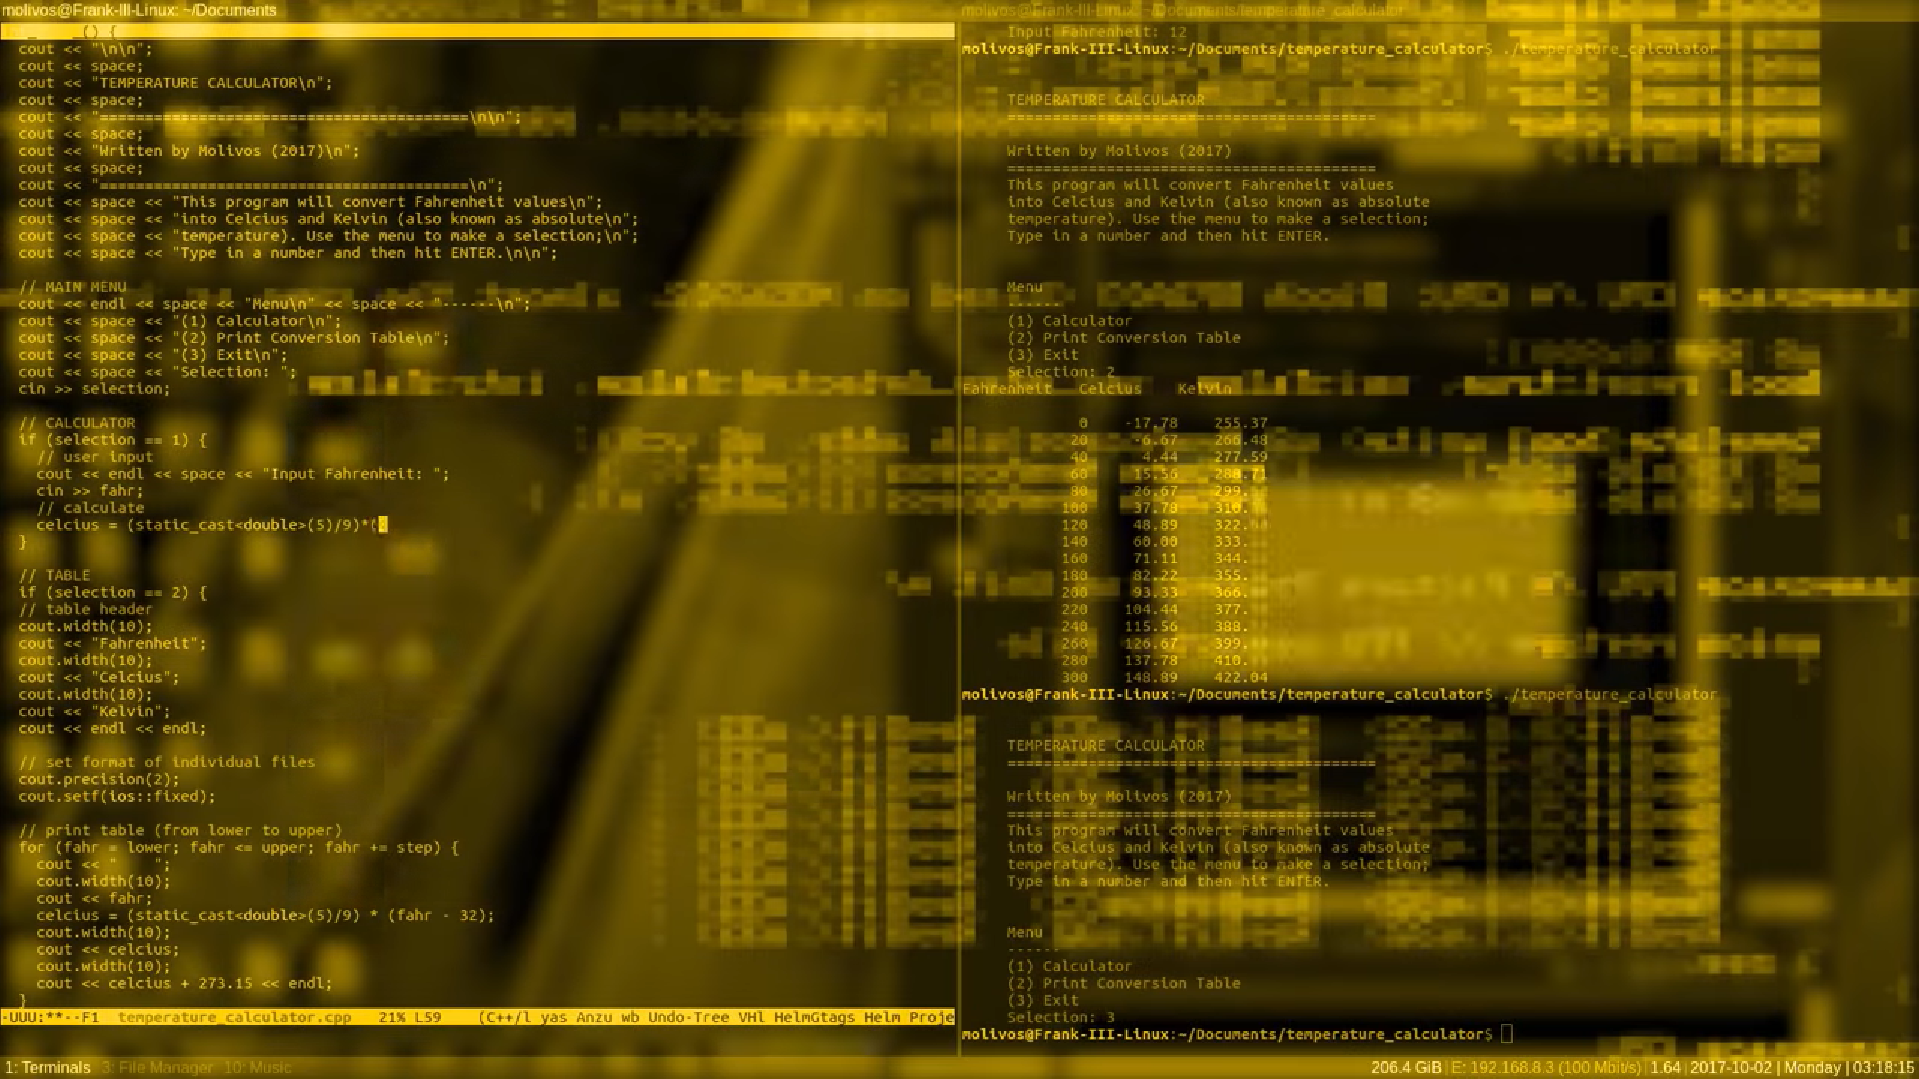 molivos@Frank-III-Linux: ~/Documents
() {
cout << "\n\n";
cout << space;
cout << "TEMPERATURE CALCULATOR\n";
cout << space;
cout << "=========================================\n\n";
cout << space;
cout << "Written by Molivos (2017)\n";
cout << space;
cout << "=========================================\n";
cout << space << "This program will convert Fahrenheit values\n";
cout << space << "into Celcius and Kelvin (also known as absolute\n";
cout << space << "temperature). Use the menu to make a selection;\n";
cout << space << "Type in a number and then hit ENTER.\n\n";
// MAIN MENU
cout << endl << space << "Menu\n" << space << "------\n";
cout << space << "(1) Calculator\n";
cout << space << "(2) Print Conversion Table\n";
cout << space << "(3) Exit\n";
cout << space << "Selection: ";
cin >> selection;
// CALCULATOR
if (selection == 1) {
// user input
cout << endl << space << "Input Fahrenheit: ";
cin >> fahr;
// calculate
celcius = (static_cast<double>(5)/9)*(
}
// TABLE
if (selection == 2) {
// table header
cout.width(10);
cout << "Fahrenheit";
cout.width(10);
cout << "Celcius";
cout.width(10);
cout << "Kelvin";
cout << endl << endl;
// set format of individual files
cout.precision(2);
cout.setf(ios::fixed);
// print table (from lower to upper)
for (fahr = lower; fahr <= upper; fahr += step) {
cout << "    ";
cout.width(10);
cout << fahr;
celcius = (static_cast<double>(5)/9) * (fahr - 32);
cout.width(10);
cout << celcius;
cout.width(10);
cout << celcius + 273.15 << endl;
}
-UUU:**--F1 temperature_calculator.cpp 21% L59 (C++/l yas Anzu wb Undo-Tree VHl HelmGtags Helm Proje
molivos@Frank-III-Linux: ~/Documents/temperature_calculator
Input Fahrenheit: 12
molivos@Frank-III-Linux:~/Documents/temperature_calculator$ ./temperature_calculator
TEMPERATURE CALCULATOR
=========================================
Written by Molivos (2017)
=========================================
This program will convert Fahrenheit values
into Celcius and Kelvin (also known as absolute
temperature). Use the menu to make a selection;
Type in a number and then hit ENTER.
Menu
------
(1) Calculator
(2) Print Conversion Table
(3) Exit
Selection: 2
Fahrenheit Celcius Kelvin
0 -17.78 255.37
20 -6.67 266.48
40 4.44 277.59
60 15.56 288.71
80 26.67 299.
100 37.78 310.
120 48.89 322.
140 60.00 333.
160 71.11 344.
180 82.22 355.
200 93.33 366.
220 104.44 377.
240 115.56 388.
260 126.67 399.
280 137.78 410.
300 148.89 422.04
molivos@Frank-III-Linux:~/Documents/temperature_calculator$ ./temperature_calculator
TEMPERATURE CALCULATOR
=========================================
Written by Molivos (2017)
=========================================
This program will convert Fahrenheit values
into Celcius and Kelvin (also known as absolute
temperature). Use the menu to make a selection;
Type in a number and then hit ENTER.
Menu
------
(1) Calculator
(2) Print Conversion Table
(3) Exit
Selection: 3
molivos@Frank-III-Linux:~/Documents/temperature_calculator$
1: Terminals 3: File Manager 10: Music
206.4 GiB | E: 192.168.8.3 (100 Mbit/s) | 1.64 | 2017-10-02 | Monday | 03:18:15